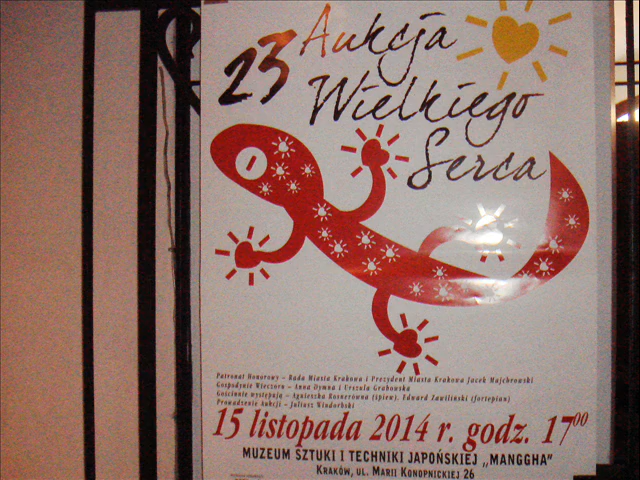 23 Aukcja
Wielkiego
Serca
Patronat Honorowy - Rada Miasta Krakowa i Prezydent Miasta Krakowa Jacek Majchrowski
Gospodynie Wieczoru - Anna Dymna i Urszula Grabowska
Gościnnie występują - Agnieszka Kosnerowna (śpiew), Edward Zawiliński (fortepian)
Prowadzenie Aukcji - Juliusz Windorbski
15 listopada 2014 r. godz. 17⁰⁰
MUZEUM SZTUKI I TECHNIKI JAPOŃSKIEJ „MANGGHA"
KRAKÓW, UL. MARII KONOPNICKIEJ 26